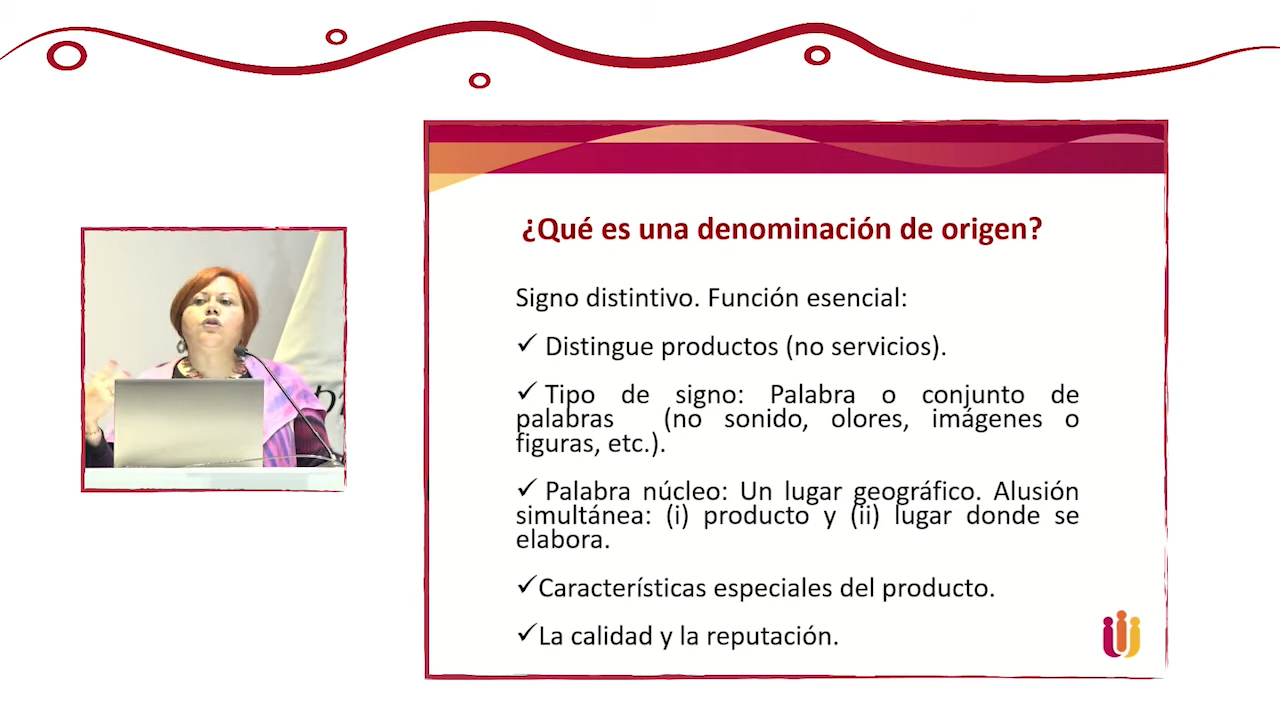 ¿Qué es una denominación de origen?
Signo distintivo. Función esencial:
✓ Distingue productos (no servicios).
✓ Tipo de signo: Palabra o conjunto de
palabras (no sonido, olores, imágenes o
figuras, etc.).
✓ Palabra núcleo: Un lugar geográfico. Alusión
simultánea: (i) producto y (ii) lugar donde se
elabora.
✓Características especiales del producto.
✓La calidad y la reputación.